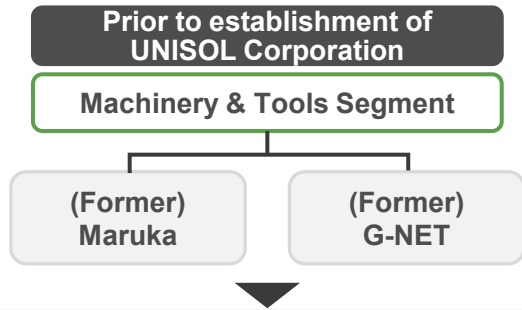 Prior to establishment of
UNISOL Corporation
Machinery & Tools Segment
(Former)
Maruka
(Former)
G-NET